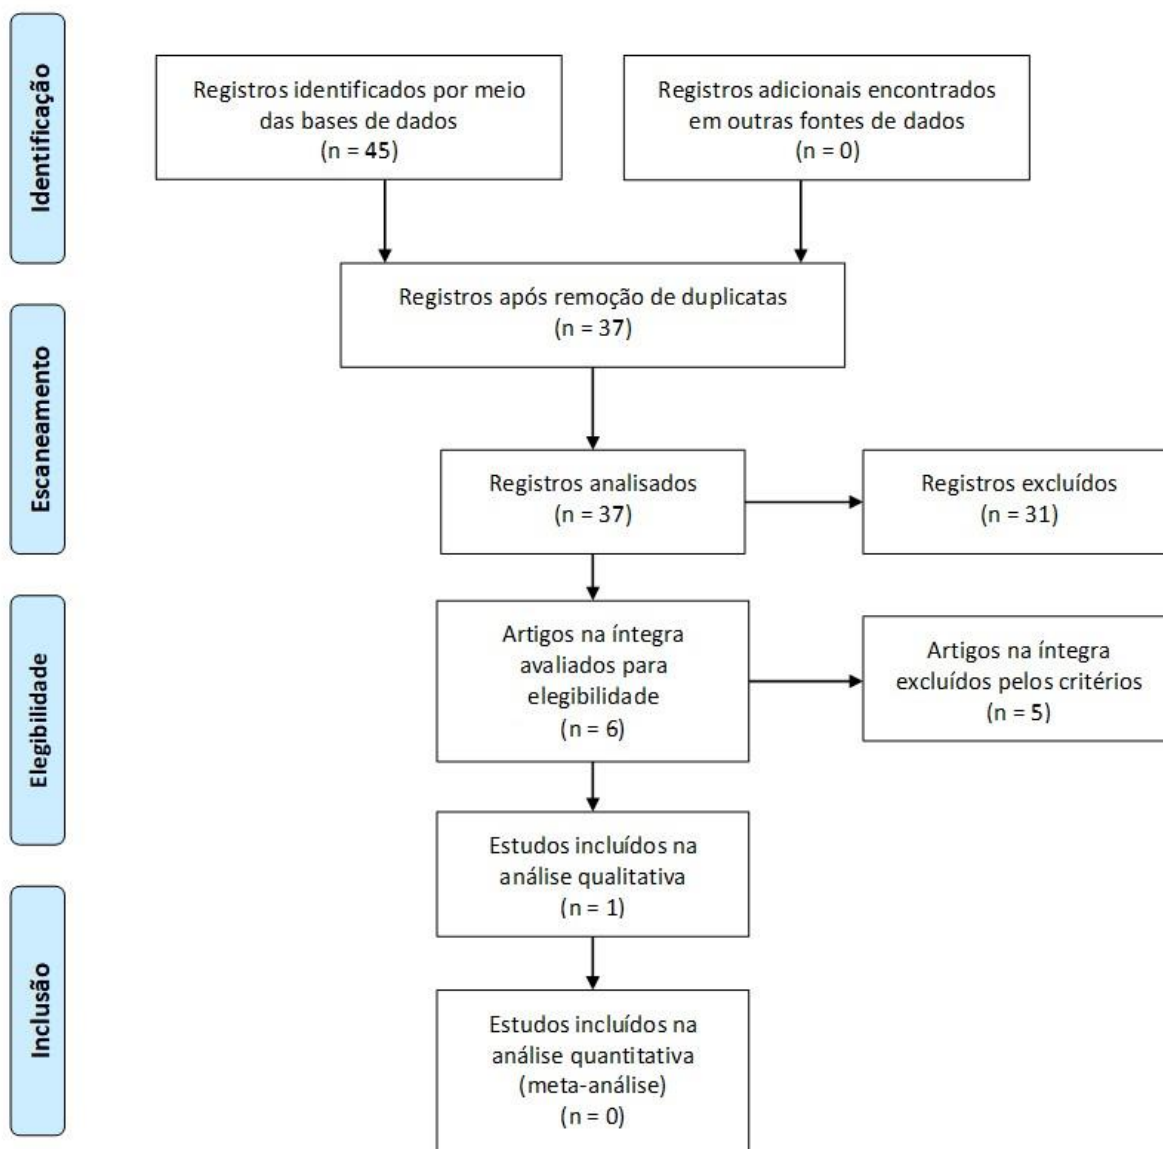 Identificação
Registros identificados por meio
das bases de dados
(n = 45)
Registros adicionais encontrados
em outras fontes de dados
(n = 0)
Registros após remoção de duplicatas
(n = 37)
Escaneamento
Registros analisados
(n = 37)
Registros excluídos
(n = 31)
Elegibilidade
Artigos na íntegra
avaliados para
elegibilidade
(n = 6)
Artigos na íntegra
excluídos pelos critérios
(n = 5)
Estudos incluídos na
análise qualitativa
(n = 1)
Inclusão
Estudos incluídos na
análise quantitativa
(meta-análise)
(n = 0)